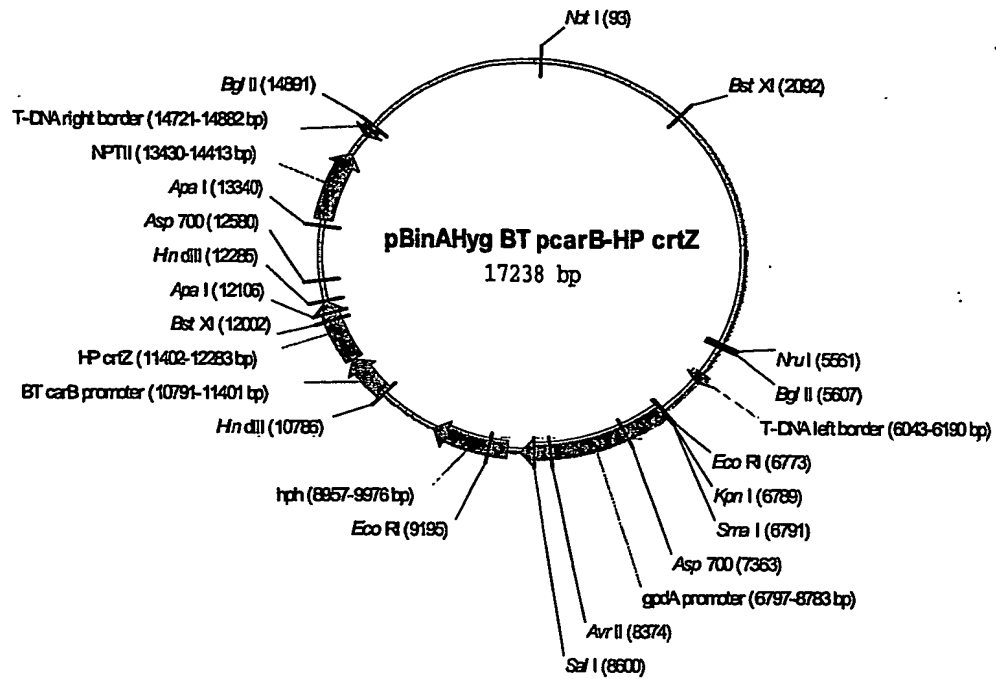 Not I (93)
Bst XI (2092)
Bgl II (14891)
T-DNA right border (14721-14882 bp)
NPTII (13430-14413 bp)
Apa I (13340)
Asp 700 (12580)
Hin dIII (12285)
Apa I (12106)
Bst XI (12002)
HP crtZ (11402-12283 bp)
BT carB promoter (10791-11401 bp)
Hin dIII (10785)
hph (8957-9976 bp)
Eco RI (9195)
pBinAHyg BT pcarB-HP crtZ
17238 bp
Nru I (5561)
Bgl II (5607)
T-DNA left border (6043-6190 bp)
Eco RI (6773)
Kpn I (6789)
Sma I (6791)
Asp 700 (7363)
gpdA promoter (6797-8783 bp)
Avr II (8374)
Sal I (8600)